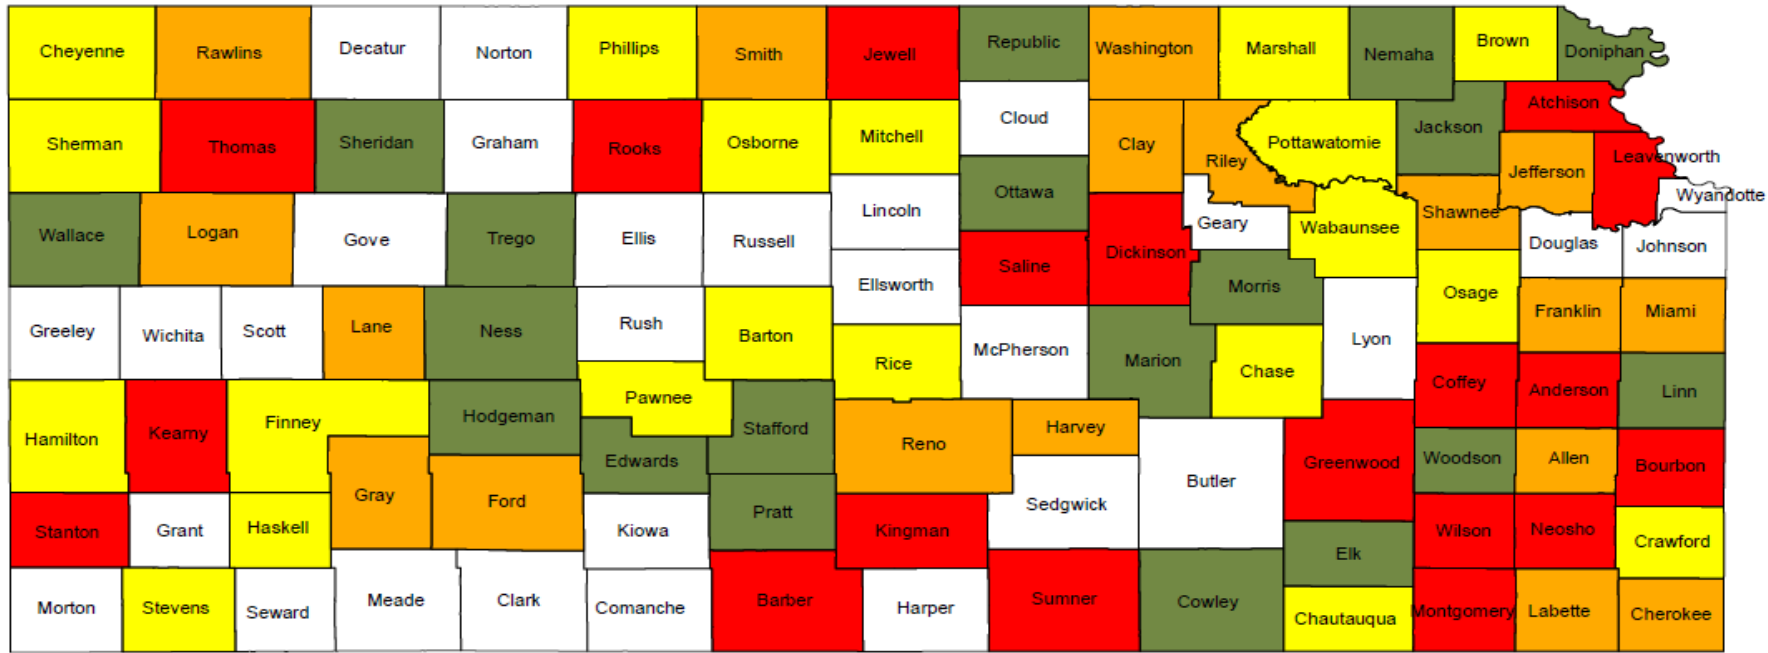 Cheyenne
Rawlins
Decatur
Norton
Phillips
Smith
Jewell
Republic
Washington
Marshall
Nemaha
Brown
Doniphan
Sherman
Thomas
Sheridan
Graham
Rooks
Osborne
Mitchell
Cloud
Clay
Riley
Pottawatomie
Jackson
Atchison
Jefferson
Leavenworth
Wyandotte
Wallace
Logan
Gove
Trego
Ellis
Russell
Lincoln
Ottawa
Saline
Dickinson
Geary
Wabaunsee
Shawnee
Douglas
Johnson
Greeley
Wichita
Scott
Lane
Ness
Rush
Barton
Ellsworth
Rice
McPherson
Marion
Morris
Chase
Lyon
Osage
Franklin
Miami
Hamilton
Kearny
Finney
Hodgeman
Pawnee
Edwards
Stafford
Reno
Harvey
Butler
Greenwood
Coffey
Anderson
Linn
Woodson
Allen
Bourbon
Stanton
Grant
Haskell
Gray
Ford
Kiowa
Pratt
Kingman
Sedgwick
Elk
Wilson
Neosho
Crawford
Morton
Stevens
Seward
Meade
Clark
Comanche
Barber
Harper
Sumner
Cowley
Chautauqua
Montgomery
Labette
Cherokee